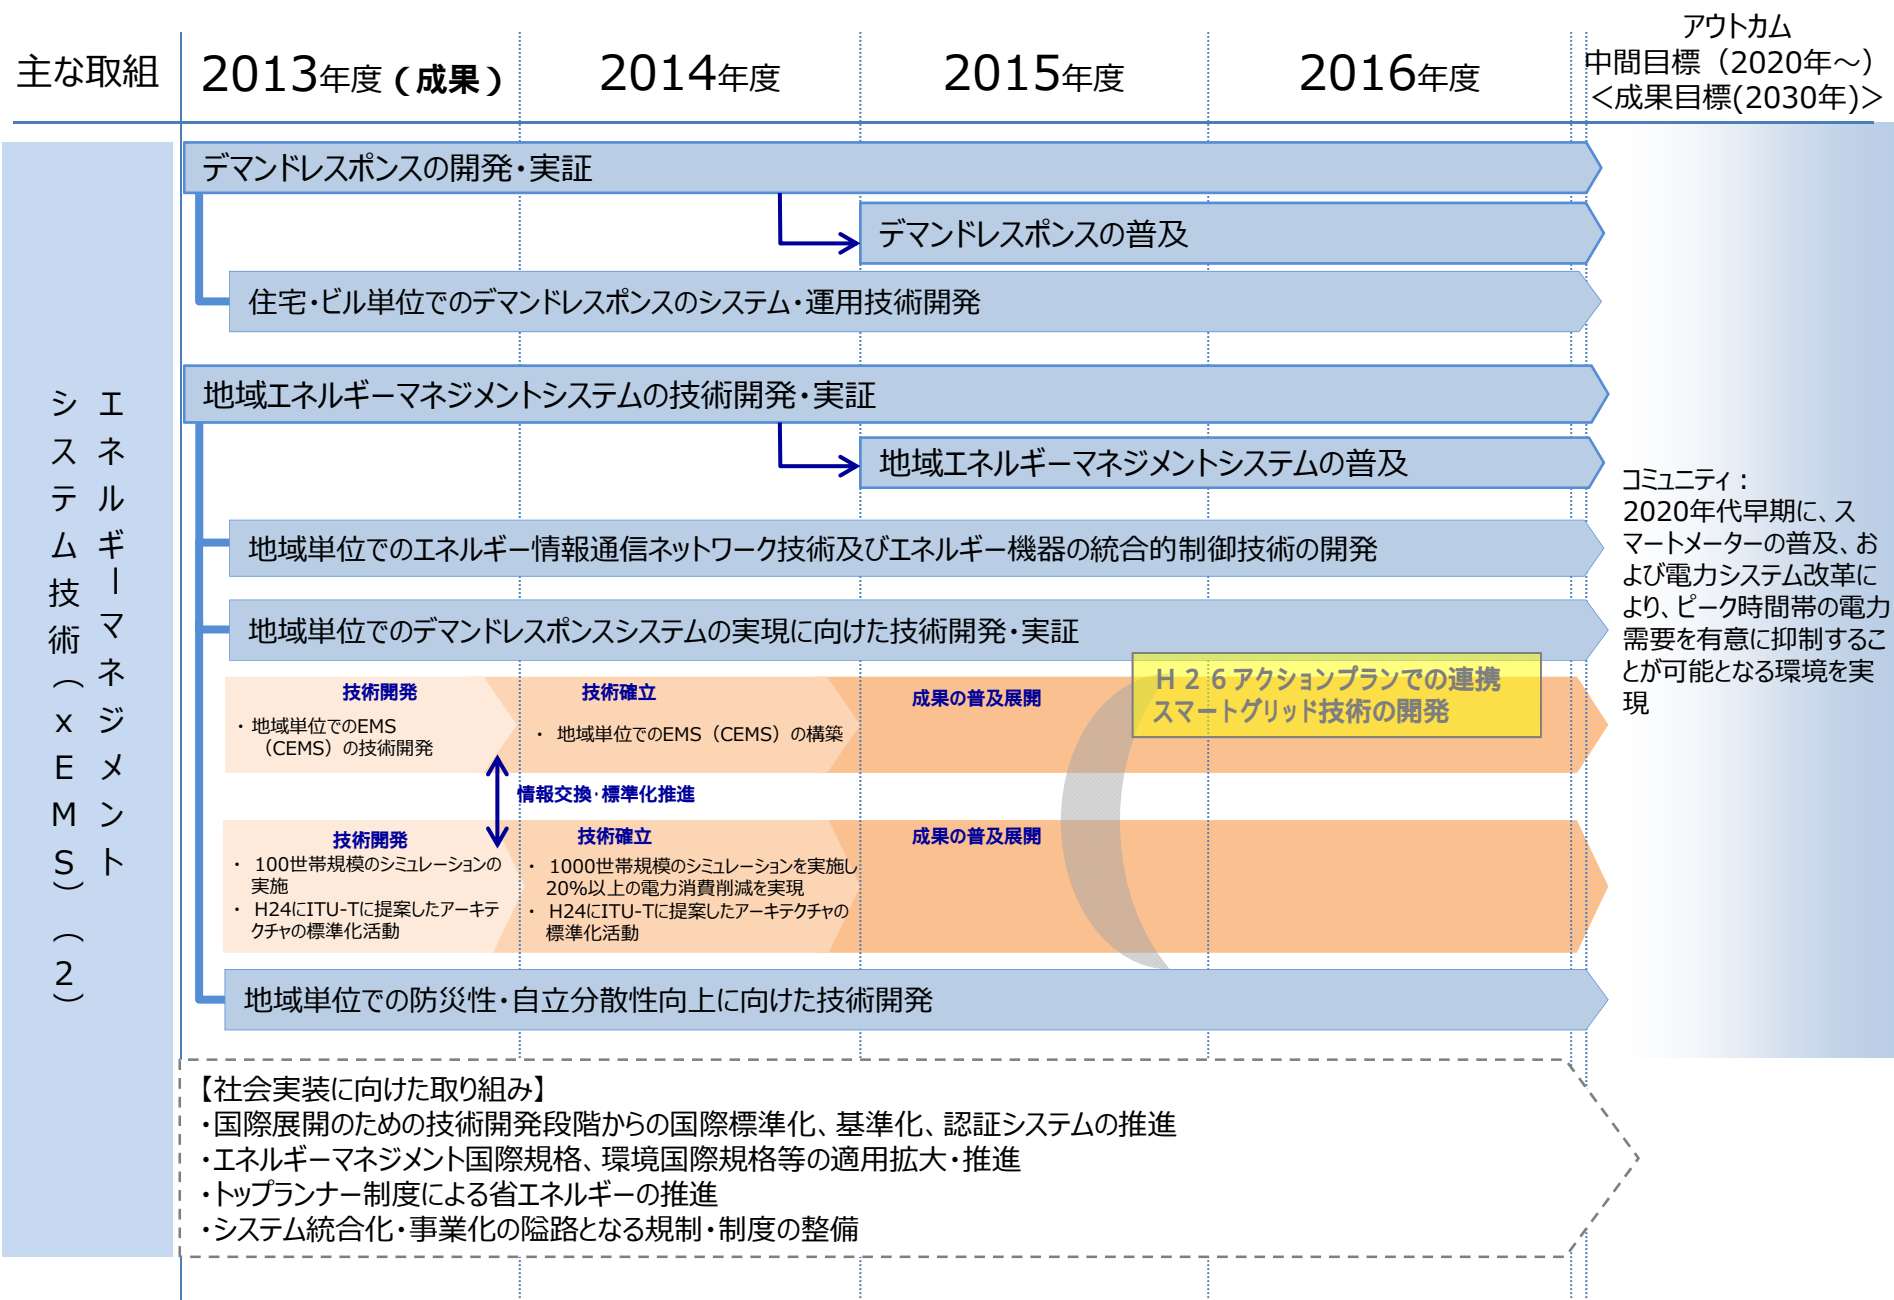 主な取組
2013年度（成果）
2014年度
2015年度
2016年度
アウトカム
中間目標（2020年～）
＜成果目標(2030年)＞
エネルギーマネジメント
システム技術（xEMS）（2）
デマンドレスポンスの開発・実証
デマンドレスポンスの普及
住宅・ビル単位でのデマンドレスポンスのシステム・運用技術開発
地域エネルギーマネジメントシステムの技術開発・実証
地域エネルギーマネジメントシステムの普及
地域単位でのエネルギー情報通信ネットワーク技術及びエネルギー機器の統合的制御技術の開発
地域単位でのデマンドレスポンスシステムの実現に向けた技術開発・実証
Ｈ２６アクションプランでの連携
スマートグリッド技術の開発
技術開発
・地域単位でのEMS
（CEMS）の技術開発
技術確立
・ 地域単位でのEMS（CEMS）の構築
成果の普及展開
情報交換・標準化推進
技術開発
・ 100世帯規模のシミュレーションの
実施
・ H24にITU-Tに提案したアーキテ
クチャの標準化活動
技術確立
・ 1000世帯規模のシミュレーションを実施し
20%以上の電力消費削減を実現
・ H24にITU-Tに提案したアーキテクチャの
標準化活動
成果の普及展開
地域単位での防災性・自立分散性向上に向けた技術開発
コミュニティ：
2020年代早期に、ス
マートメーターの普及、お
よび電力システム改革に
より、ピーク時間帯の電力
需要を有意に抑制するこ
とが可能となる環境を実
現
【社会実装に向けた取り組み】
・国際展開のための技術開発段階からの国際標準化、基準化、認証システムの推進
・エネルギーマネジメント国際規格、環境国際規格等の適用拡大・推進
・トップランナー制度による省エネルギーの推進
・システム統合化・事業化の隘路となる規制・制度の整備